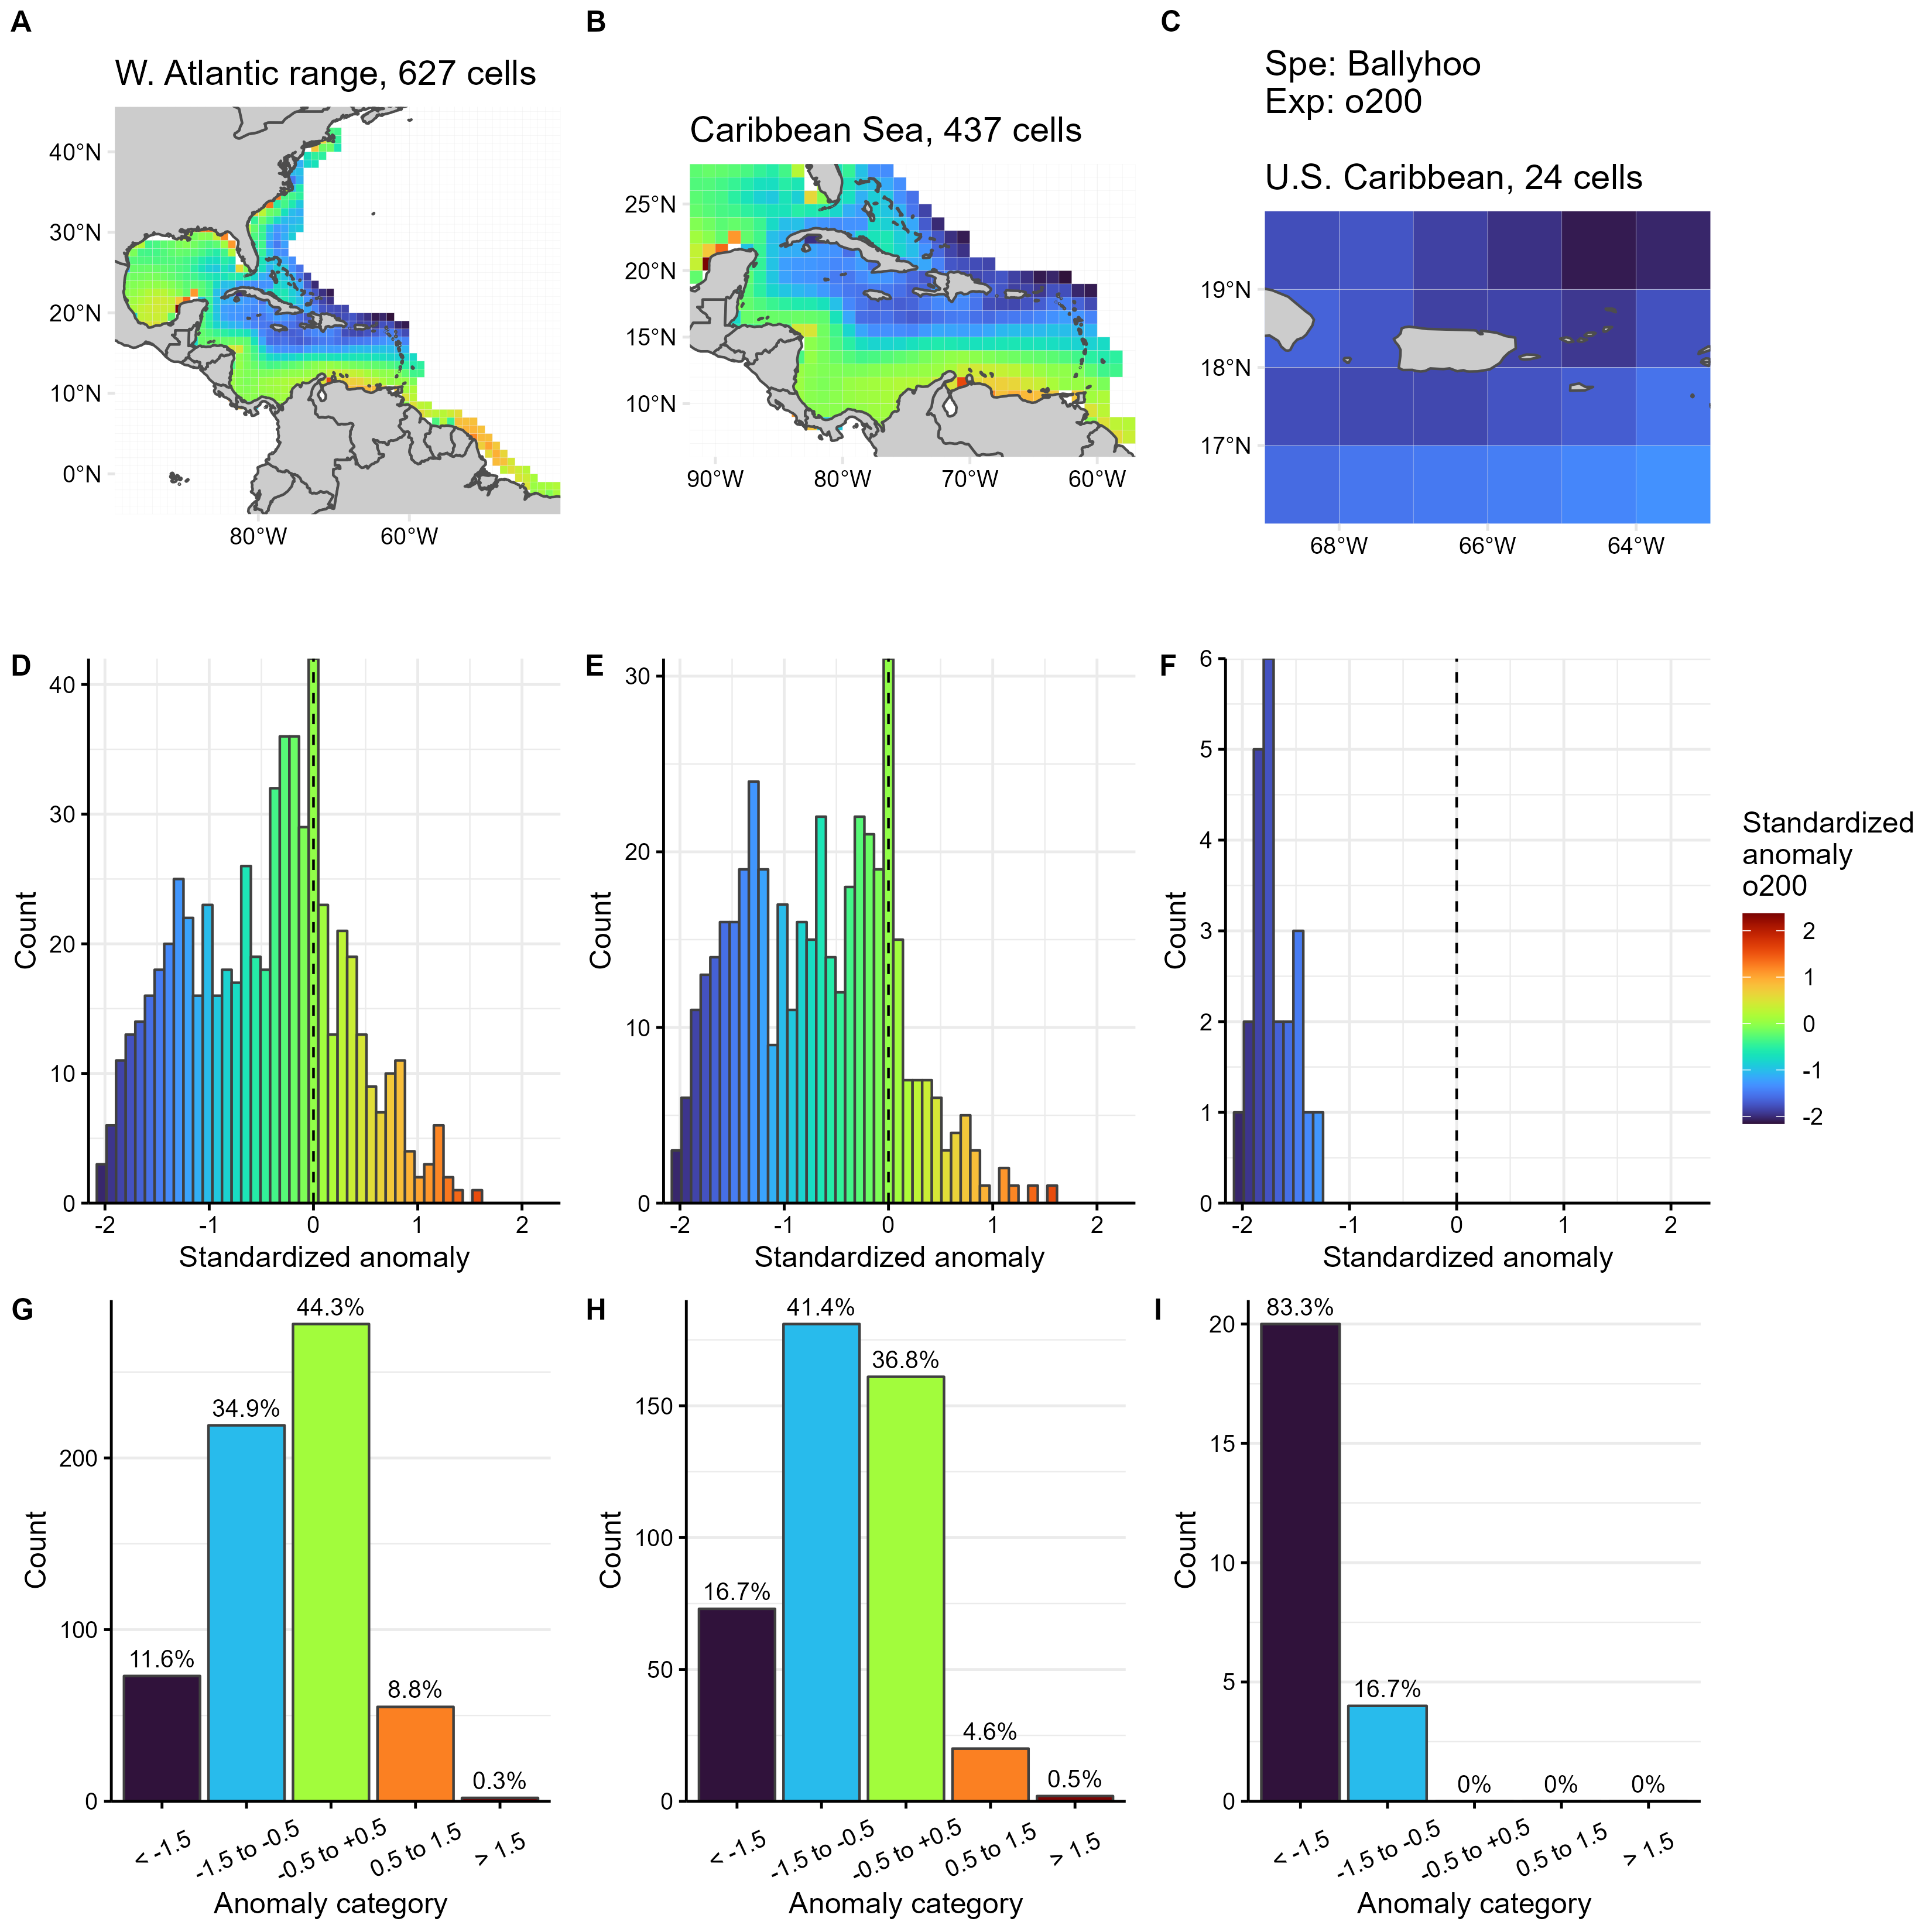 A
W. Atlantic range, 627 cells
40°N
30°N
20°N
10°N
0°N
80°W
60°W
B
Caribbean Sea, 437 cells
25°N
20°N
15°N
10°N
90°W
80°W
70°W
60°W
C
Spe: Ballyhoo
Exp: o200
U.S. Caribbean, 24 cells
19°N
18°N
17°N
68°W
66°W
64°W
D
Count
40
30
20
10
0
-2
-1
0
1
2
Standardized anomaly
E
Count
30
20
10
0
-2
-1
0
1
2
Standardized anomaly
F
Count
6
5
4
3
2
1
0
-2
-1
0
1
2
Standardized anomaly
Standardized
anomaly
o200
2
1
0
-1
-2
G
Count
200
100
0
11.6%
34.9%
44.3%
8.8%
0.3%
< -1.5
-1.5 to -0.5
-0.5 to +0.5
0.5 to 1.5
> 1.5
Anomaly category
H
Count
150
100
50
0
16.7%
41.4%
36.8%
4.6%
0.5%
< -1.5
-1.5 to -0.5
-0.5 to +0.5
0.5 to 1.5
> 1.5
Anomaly category
I
Count
20
15
10
5
0
83.3%
16.7%
0%
0%
0%
< -1.5
-1.5 to -0.5
-0.5 to +0.5
0.5 to 1.5
> 1.5
Anomaly category